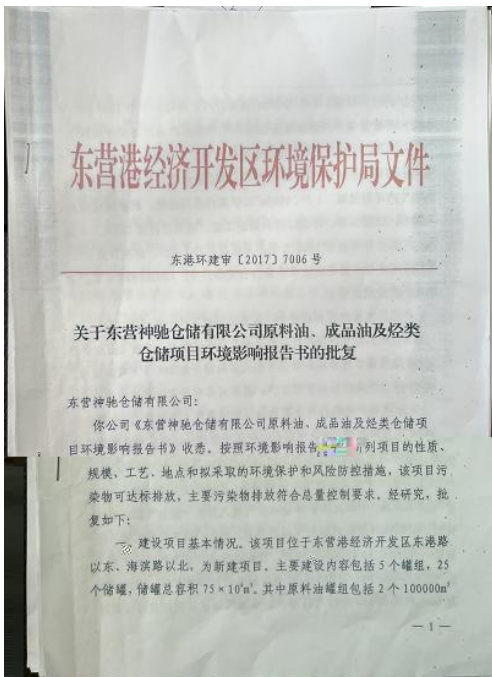 东营港经济开发区环境保护局文件
东港环建审〔2017〕7006号
关于东营神驰仓储有限公司原料油、成品油及烃类
仓储项目环境影响报告书的批复
东营神驰仓储有限公司:
你公司《东营神驰仓储有限公司原料油、成品油及烃类仓储项
目环境影响报告书》收悉。按照环境影响报告 列项目的性质、
规模、工艺、地点和拟采取的环境保护和风险防控措施,该项目污
染物可达标排放,主要污染物排放符合总量控制要求。经研究,批
复如下:
一、建设项目基本情况。该项目位于东营港经济开发区东港路
以东、海滨路以北,为新建项目。主要建设内容包括5个罐组,25
个储罐,储罐总容积75×10⁴m³。其中原料油罐组包括2个100000m³
—1—